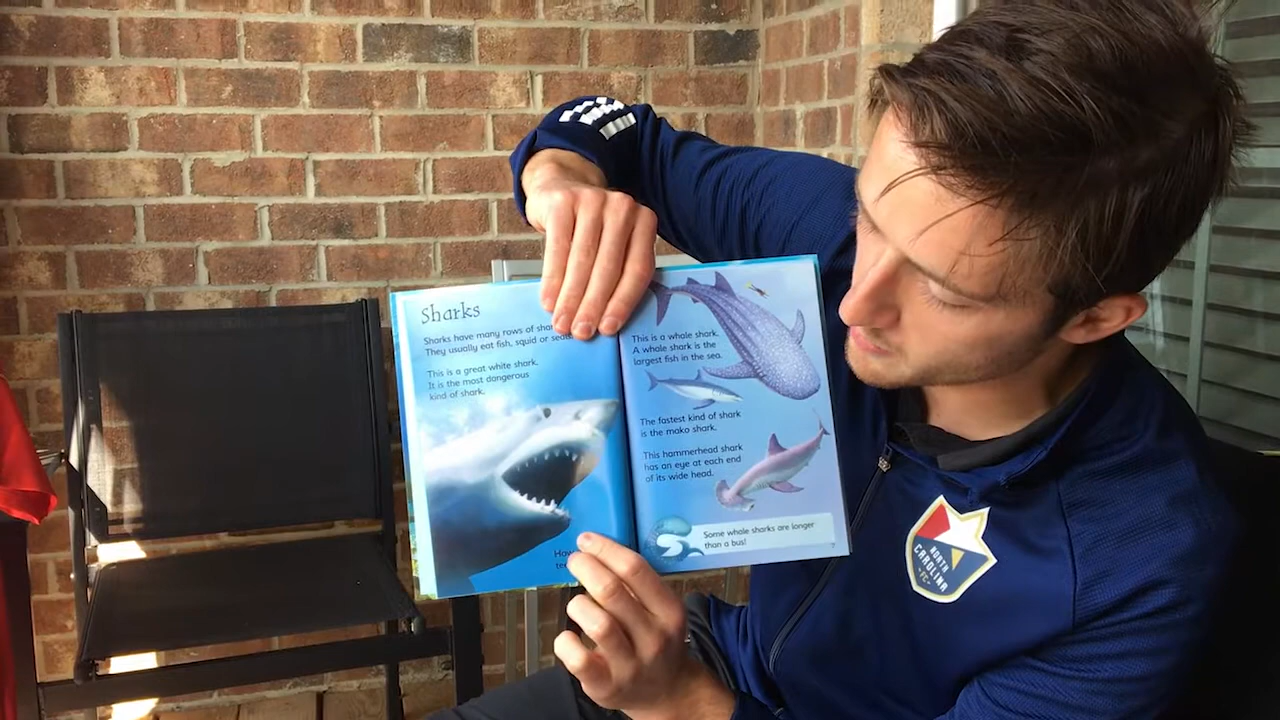 Sharks
Sharks have many rows of
They usually eat fish, squid or
This is a great white shark.
It is the most dangerous
kind of shark.
This is a whale shark.
A whale shark is the
largest fish in the sea.
The fastest kind of shark
is the mako shark.
This hammerhead shark
has an eye at each end
of its wide head.
Some whale sharks are longer
than a bus!
7
NORTH
CAROLINA
FC